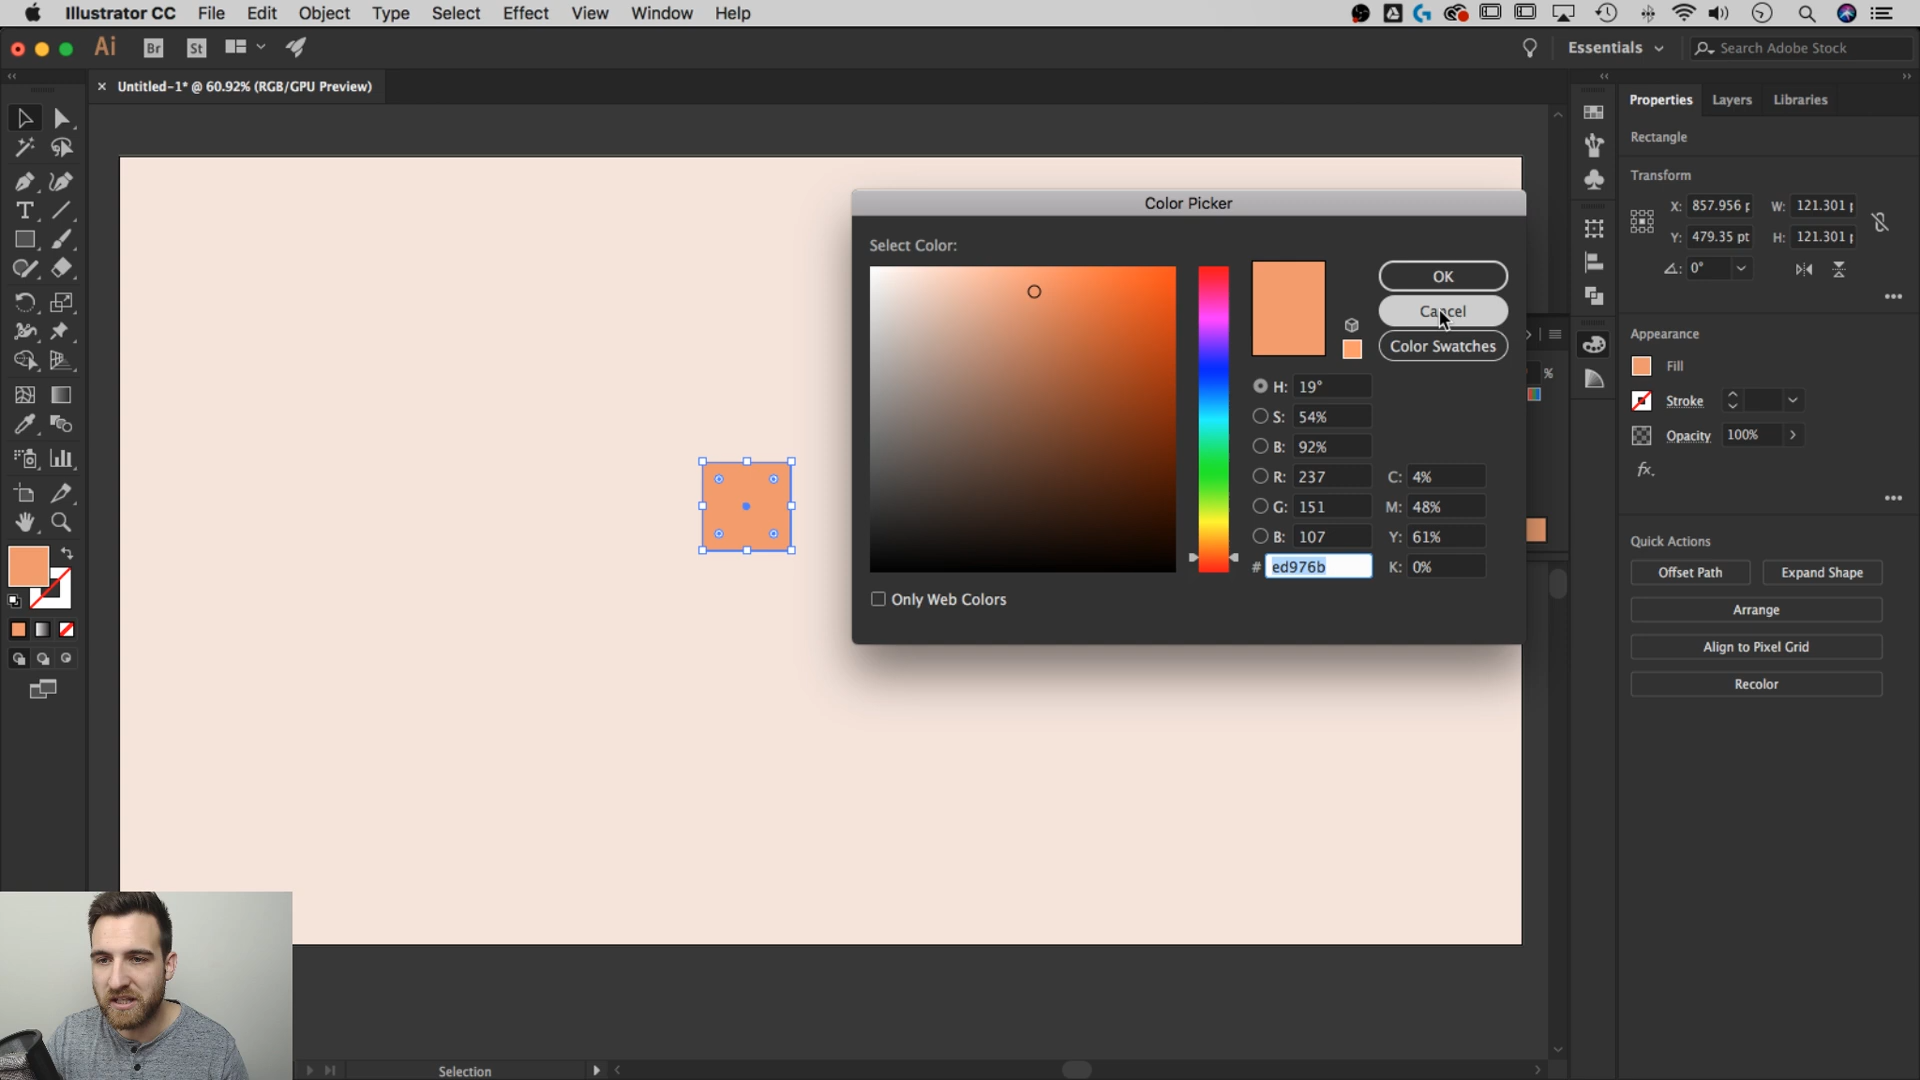 Illustrator CC File Edit Object Type Select Effect View Window Help
Ai Br St Essentials Search Adobe Stock
× Untitled-1* @ 60.92% (RGB/GPU Preview)
Properties Layers Libraries
Rectangle
Transform
X: 857.956 p W: 121.301 p
Y: 479.35 pt H: 121.301 p
0°
Color Picker
Select Color:
OK
Cancel
Color Swatches
H: 19°
S: 54%
B: 92%
R: 237 C: 4%
G: 151 M: 48%
B: 107 Y: 61%
# ed976b K: 0%
Only Web Colors
%
Appearance
Fill
Stroke
Opacity 100%
fx.
Quick Actions
Offset Path Expand Shape
Arrange
Align to Pixel Grid
Recolor
Selection